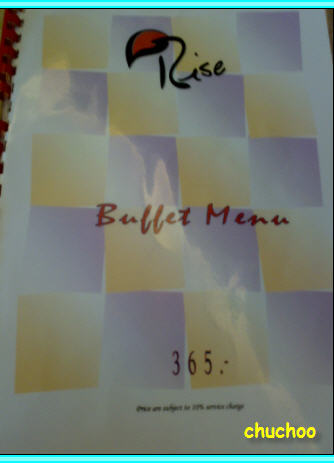 Rise
Buffet Menu
365.-
Price are subject to 10% service charge
chuchoo